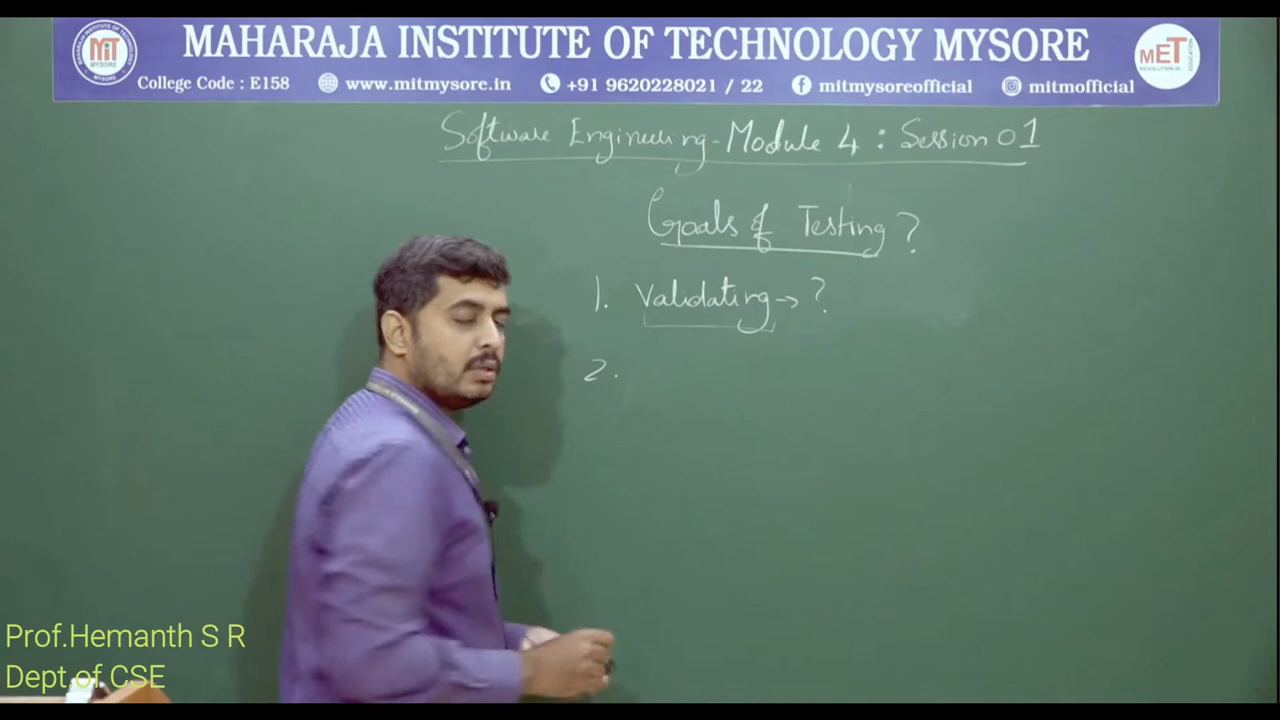 MAHARAJA INSTITUTE OF TECHNOLOGY MYSORE
College Code : E158 www.mitmysore.in +91 9620228021 / 22 mitmysoreofficial mitmofficial
Software Engineering - Module 4 : Session 01
Goals of Testing ?
1. Validating → ?
2.
Prof.Hemanth S R
Dept of CSE